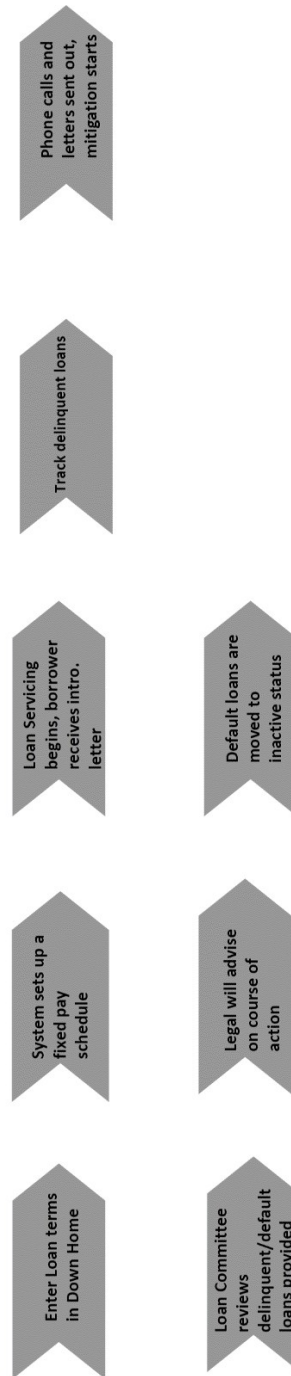 Enter Loan terms
in Down Home
System sets up a
fixed pay
schedule
Loan Servicing
begins, borrower
receives intro.
letter
Track delinquent loans
Phone calls and
letters sent out,
mitigation starts
Loan Committee
reviews
delinquent/default
loans provided
Legal will advise
on course of
action
Default loans are
moved to
inactive status